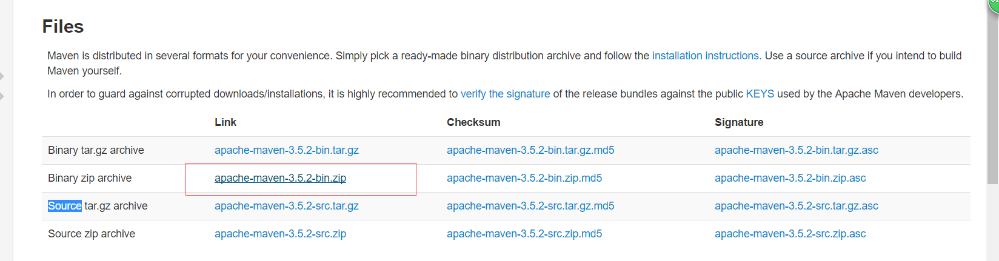 Files
Maven is distributed in several formats for your convenience. Simply pick a ready-made binary distribution archive and follow the installation instructions. Use a source archive if you intend to build
Maven yourself.
In order to guard against corrupted downloads/installations, it is highly recommended to verify the signature of the release bundles against the public KEYS used by the Apache Maven developers.
Link Checksum Signature
Binary tar.gz archive apache-maven-3.5.2-bin.tar.gz apache-maven-3.5.2-bin.tar.gz.md5 apache-maven-3.5.2-bin.tar.gz.asc
Binary zip archive apache-maven-3.5.2-bin.zip apache-maven-3.5.2-bin.zip.md5 apache-maven-3.5.2-bin.zip.asc
Source tar.gz archive apache-maven-3.5.2-src.tar.gz apache-maven-3.5.2-src.tar.gz.md5 apache-maven-3.5.2-src.tar.gz.asc
Source zip archive apache-maven-3.5.2-src.zip apache-maven-3.5.2-src.zip.md5 apache-maven-3.5.2-src.zip.asc